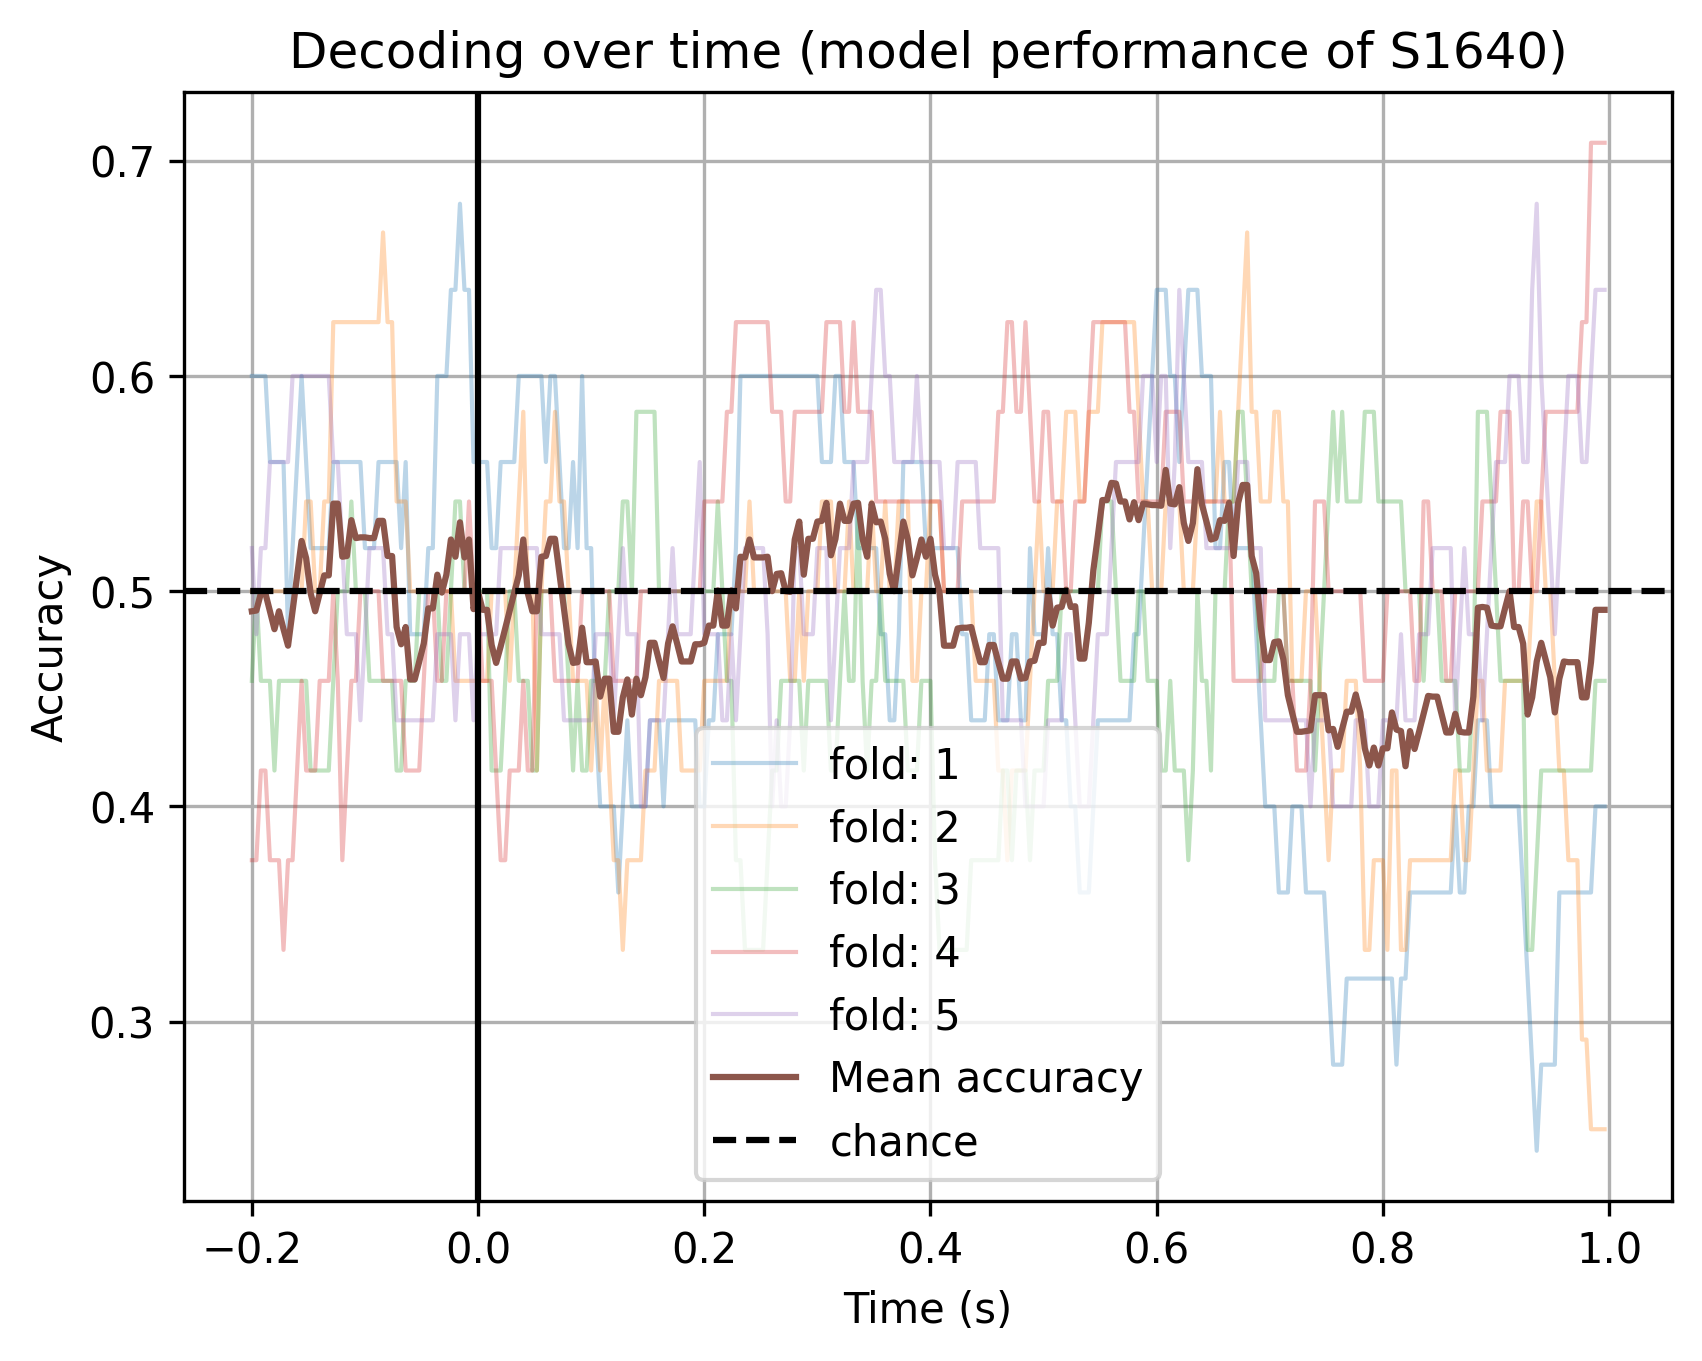 Decoding over time (model performance of S1640)
Accuracy
0.7
0.6
0.5
0.4
0.3
fold: 1
fold: 2
fold: 3
fold: 4
fold: 5
Mean accuracy
chance
−0.2 0.0 0.2 0.4 0.6 0.8 1.0
Time (s)